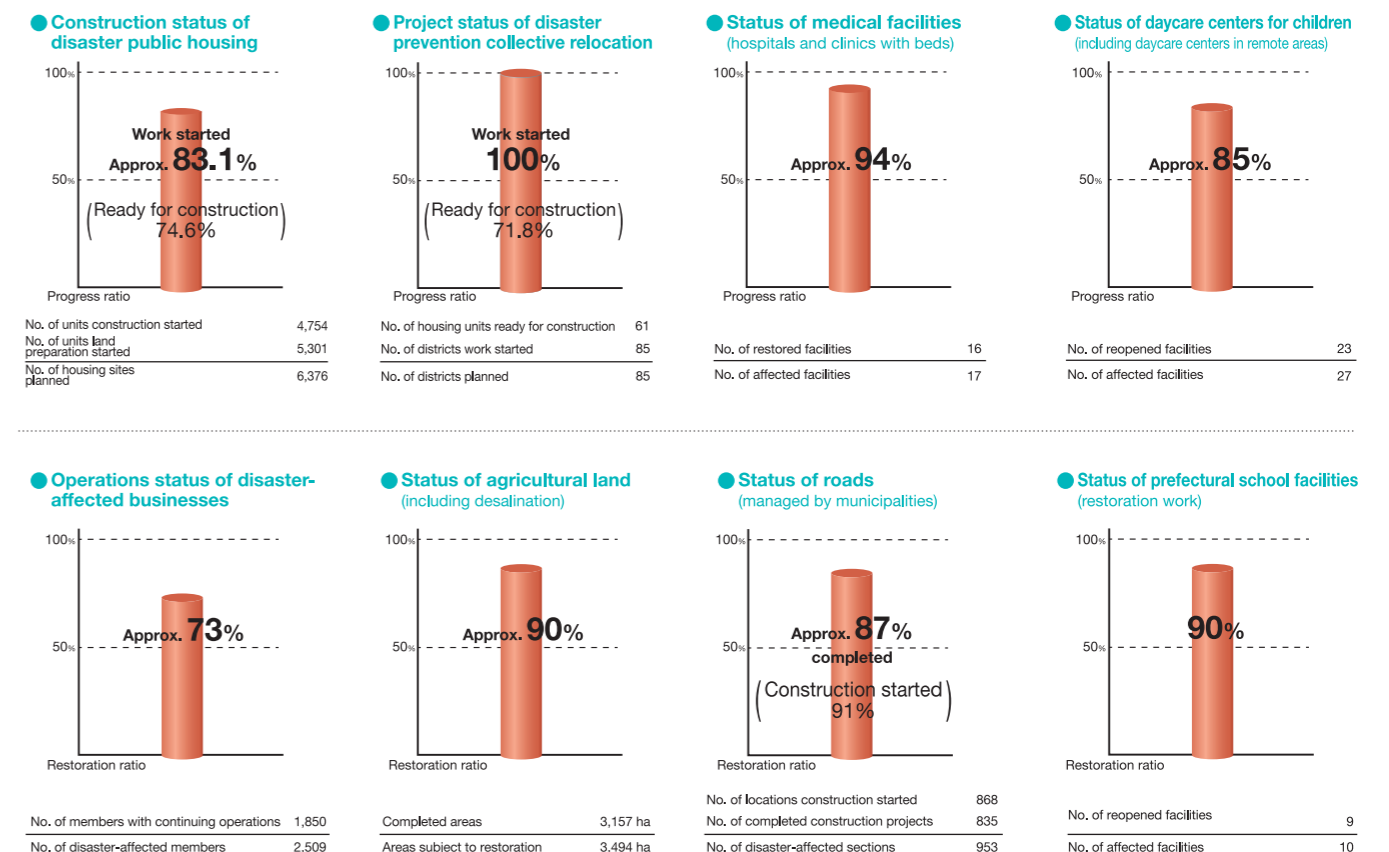 Construction status of
disaster public housing
100%
Work started
Approx. 83.1%
50%
(Ready for construction)
74.6%
Progress ratio
No. of units construction started 4,754
No. of units land
preparation started 5,301
No. of housing sites
planned 6,376
Project status of disaster
prevention collective relocation
100%
Work started
100%
50%
(Ready for construction)
71.8%
Progress ratio
No. of housing units ready for construction 61
No. of districts work started 85
No. of districts planned 85
Status of medical facilities
(hospitals and clinics with beds)
100%
Approx. 94%
50%
Progress ratio
No. of restored facilities 16
No. of affected facilities 17
Status of daycare centers for children
(including daycare centers in remote areas)
100%
Approx. 85%
50%
Progress ratio
No. of reopened facilities 23
No. of affected facilities 27
Operations status of disaster-
affected businesses
100%
Approx. 73%
50%
Restoration ratio
No. of members with continuing operations 1,850
No. of disaster-affected members 2.509
Status of agricultural land
(including desalination)
100%
Approx. 90%
50%
Restoration ratio
Completed areas 3,157 ha
Areas subject to restoration 3.494 ha
Status of roads
(managed by municipalities)
100%
Approx. 87%
50%
completed
(Construction started)
91%
Restoration ratio
No. of locations construction started 868
No. of completed construction projects 835
No. of disaster-affected sections 953
Status of prefectural school facilities
(restoration work)
100%
90%
50%
Restoration ratio
No. of reopened facilities 9
No. of affected facilities 10